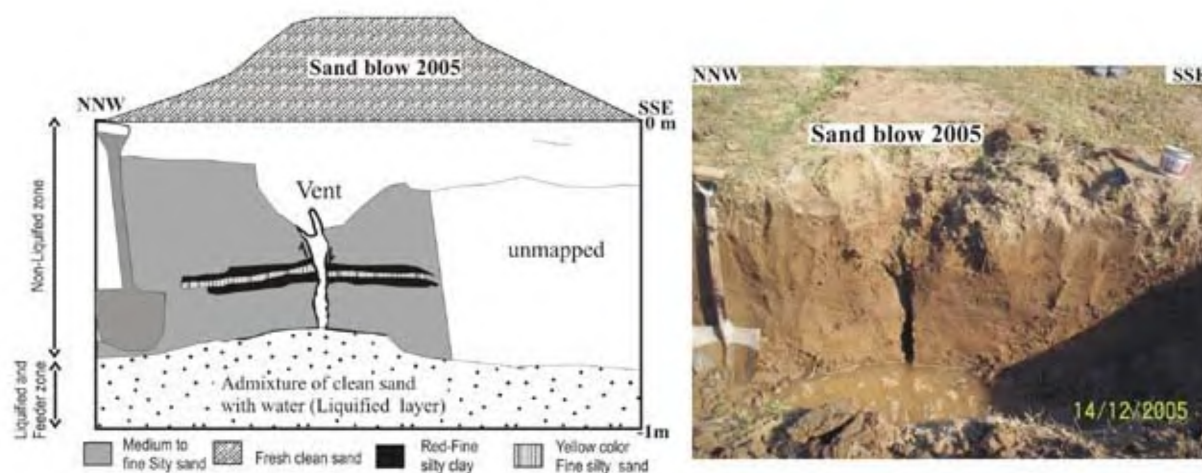 Sand blow 2005
NNW
SSE
0 m
Non-Liquifed zone
Vent
unmapped
Liquified and
Feeder zone
Admixture of clean sand
with water (Liquified layer)
-1m
Medium to
fine Silty sand
Fresh clean sand
Red-Fine
silty clay
Yellow color
Fine silty sand
NNW
SSE
Sand blow 2005
14/12/2005